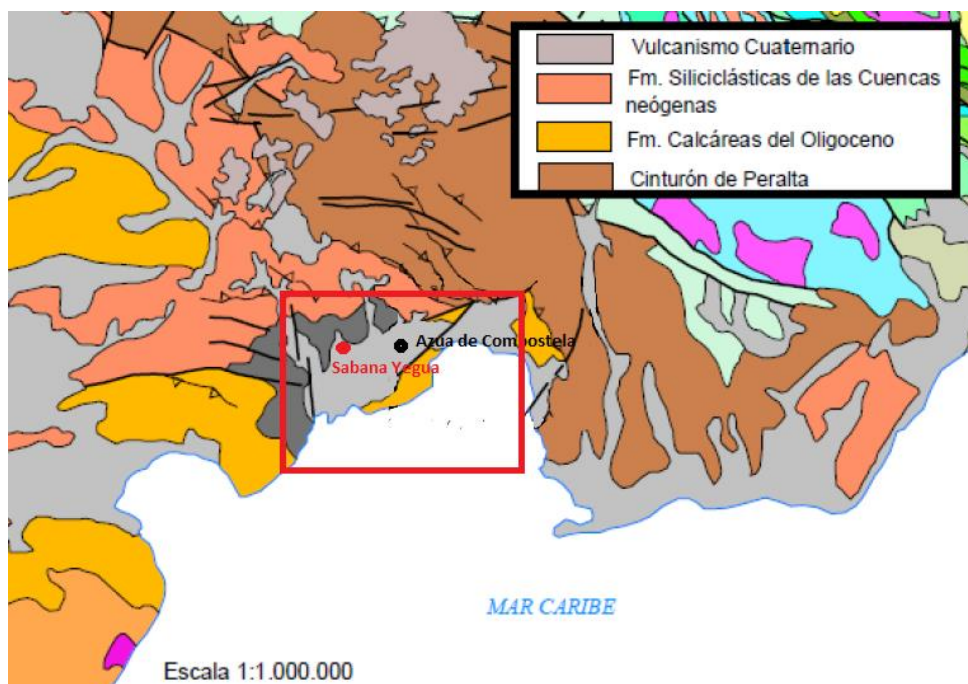 Vulcanismo Cuaternario
Fm. Siliciclásticas de las Cuencas
neógenas
Fm. Calcáreas del Oligoceno
Cinturón de Peralta
Azua de Compostela
Sabana Yegua
MAR CARIBE
Escala 1:1.000.000